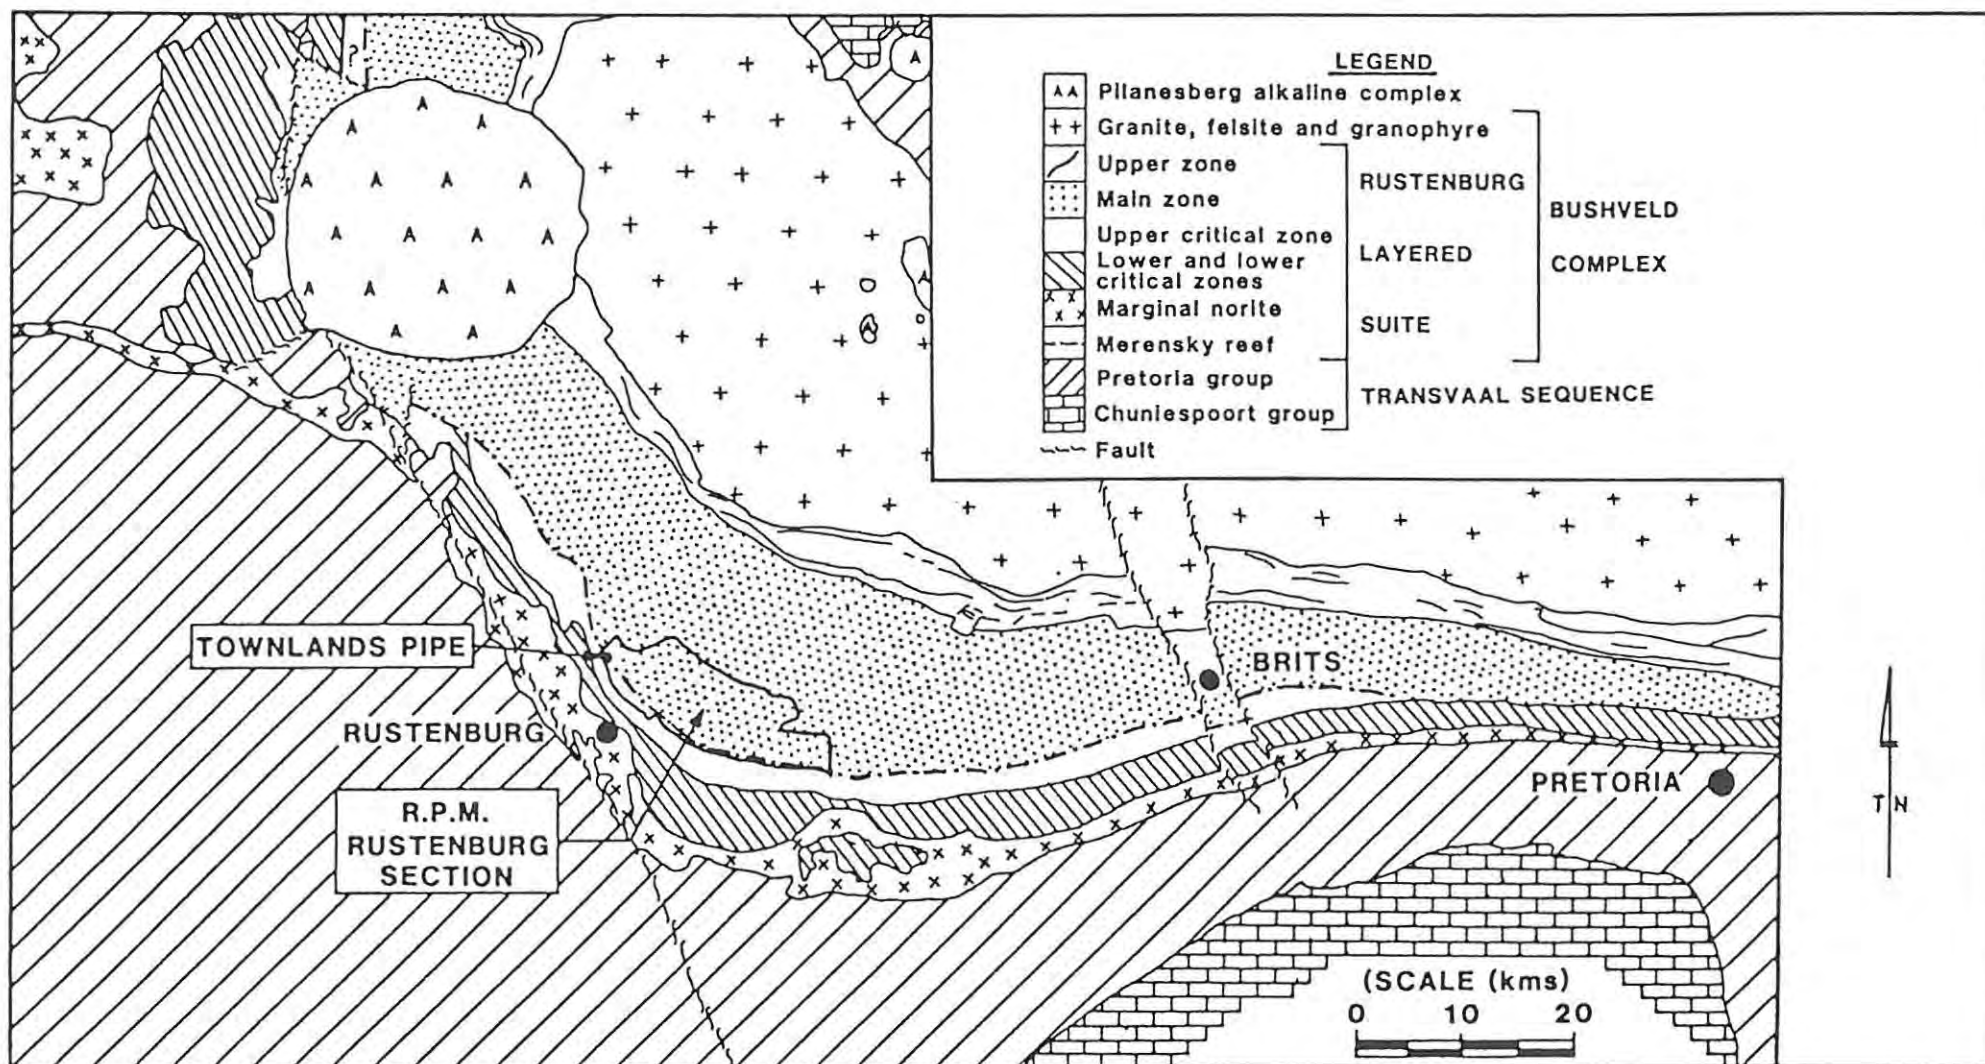 LEGEND
Pilanesberg alkaline complex
Granite, felsite and granophyre
Upper zone
Main zone
Upper critical zone
Lower and lower
critical zones
Marginal norite
Merensky reef
Pretoria group
Chuniespoort group
Fault
RUSTENBURG
LAYERED
SUITE
BUSHVELD
COMPLEX
TRANSVAAL SEQUENCE
TOWNLANDS PIPE
BRITS
RUSTENBURG
PRETORIA
R.P.M.
RUSTENBURG
SECTION
TN
(SCALE (kms)
0 10 20